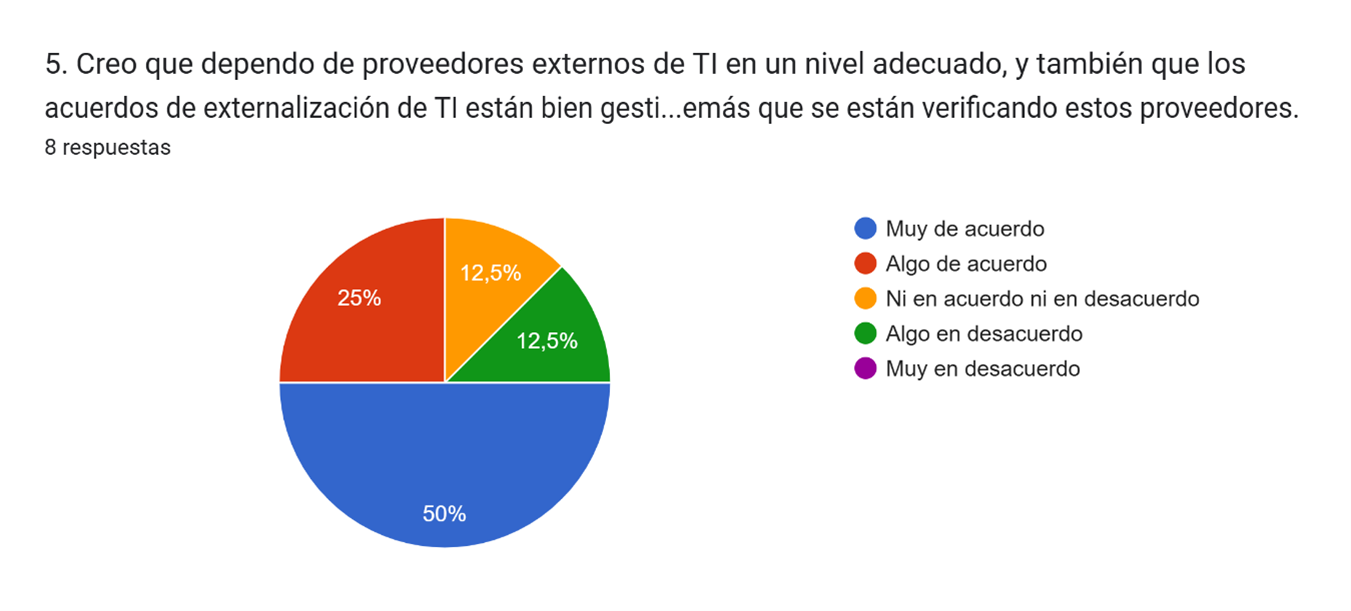 5. Creo que dependo de proveedores externos de TI en un nivel adecuado, y también que los
acuerdos de externalización de TI están bien gesti...emás que se están verificando estos proveedores.
8 respuestas
Muy de acuerdo
Algo de acuerdo
Ni en acuerdo ni en desacuerdo
Algo en desacuerdo
Muy en desacuerdo
12,5%
25%
12,5%
50%